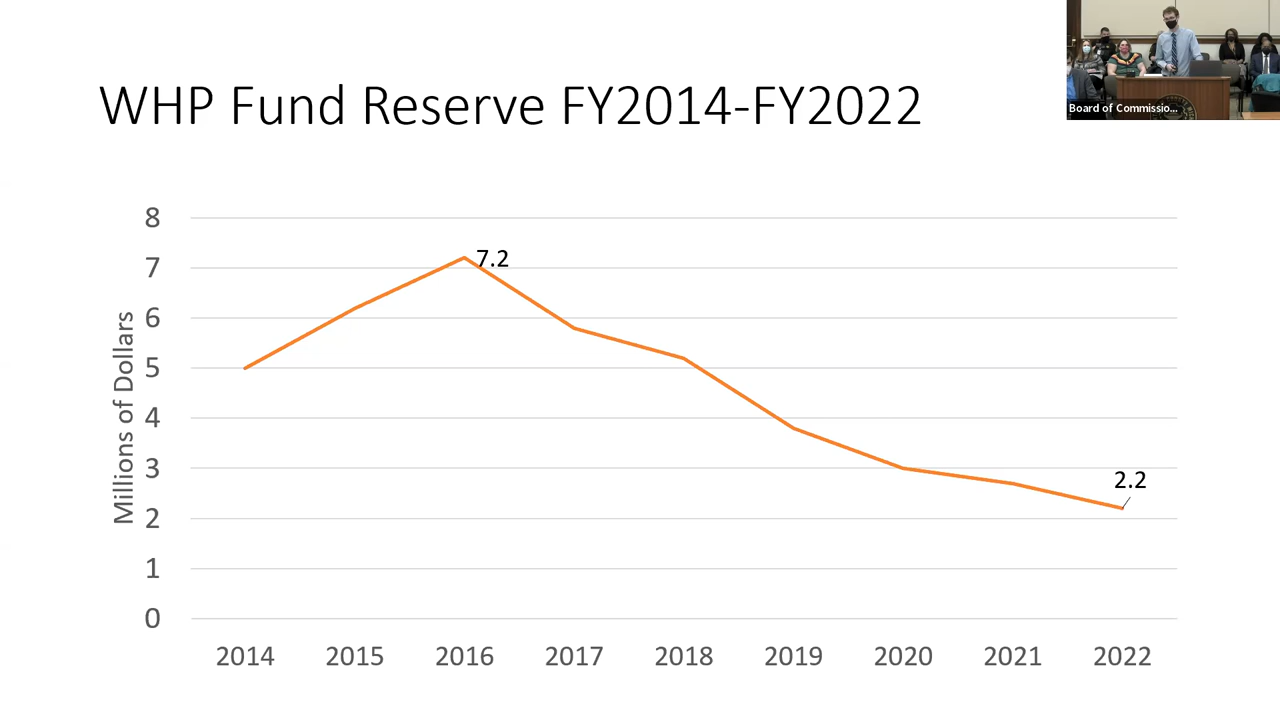 WHP Fund Reserve FY2014-FY2022
Board of Commissio...
8
7.2
7
6
5
4
3
2.2
2
1
0
Millions of Dollars
2014 2015 2016 2017 2018 2019 2020 2021 2022